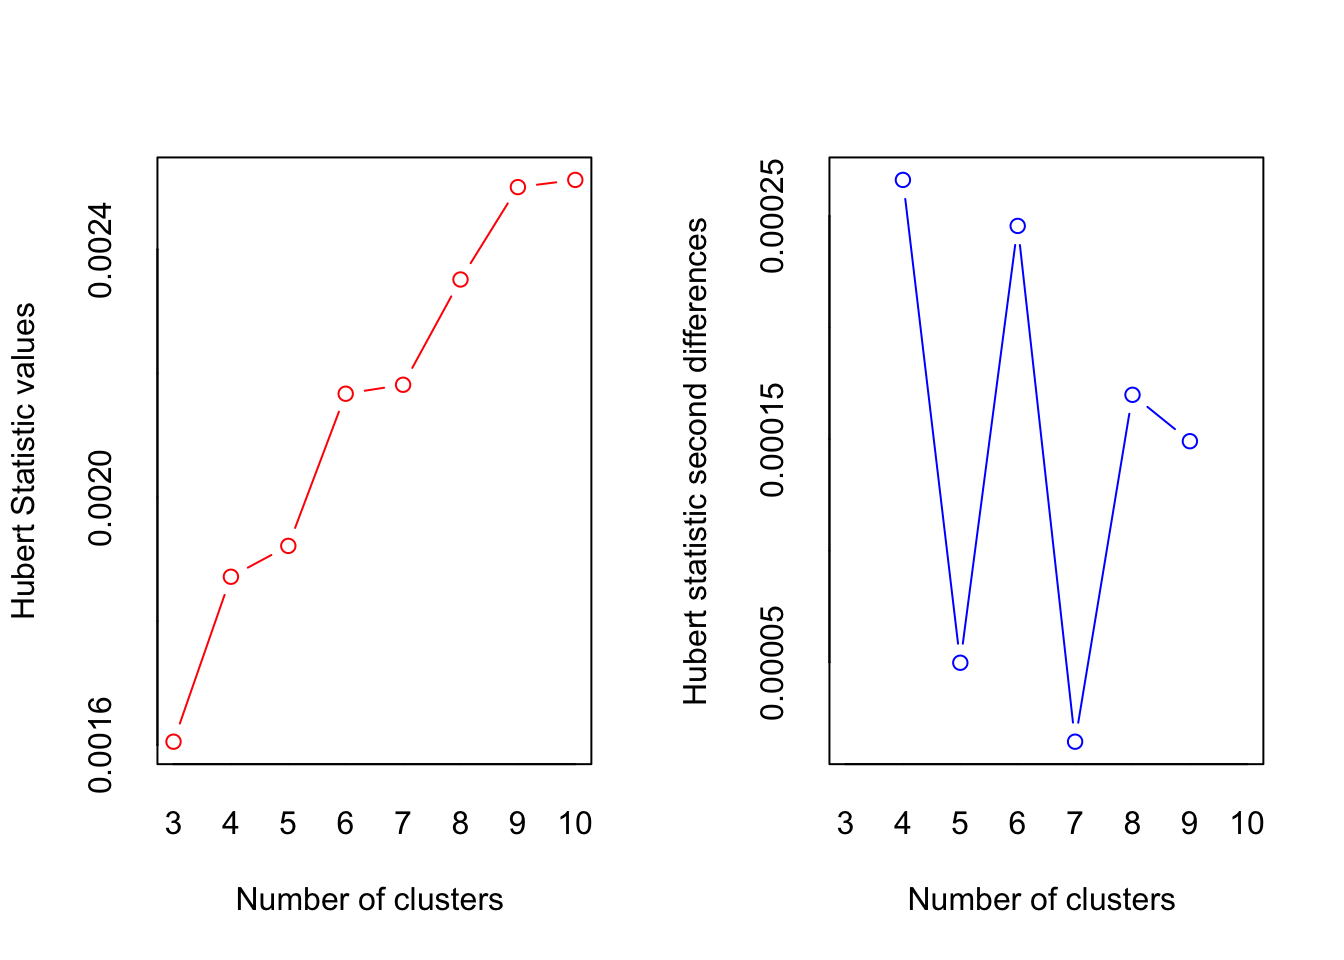 Hubert Statistic values
0.0016 0.0020 0.0024
3 4 5 6 7 8 9 10
Number of clusters
Hubert statistic second differences
0.00005 0.00015 0.00025
3 4 5 6 7 8 9 10
Number of clusters